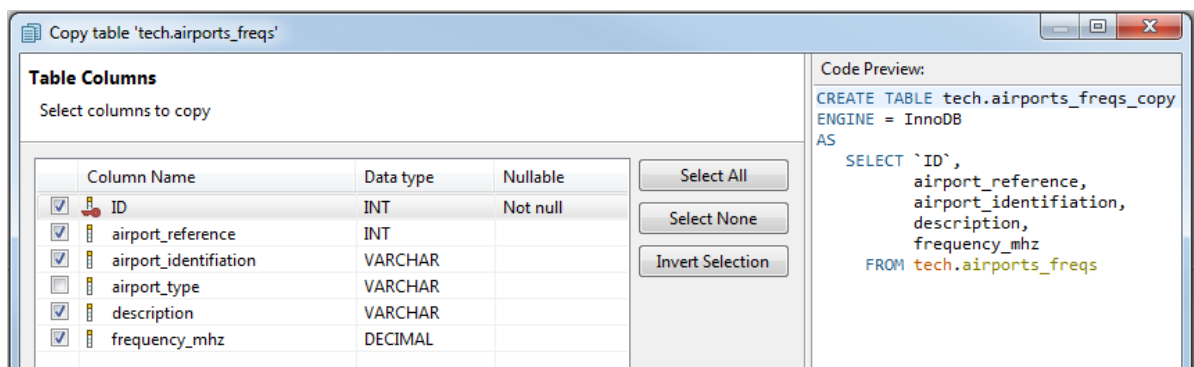 Copy table 'tech.airports_freqs'
Table Columns
Select columns to copy
Column Name Data type Nullable
ID INT Not null
airport_reference INT
airport_identifiation VARCHAR
airport_type VARCHAR
description VARCHAR
frequency_mhz DECIMAL
Select All
Select None
Invert Selection
Code Preview:
CREATE TABLE tech.airports_freqs_copy
ENGINE = InnoDB
AS
SELECT `ID`,
airport_reference,
airport_identifiation,
description,
frequency_mhz
FROM tech.airports_freqs